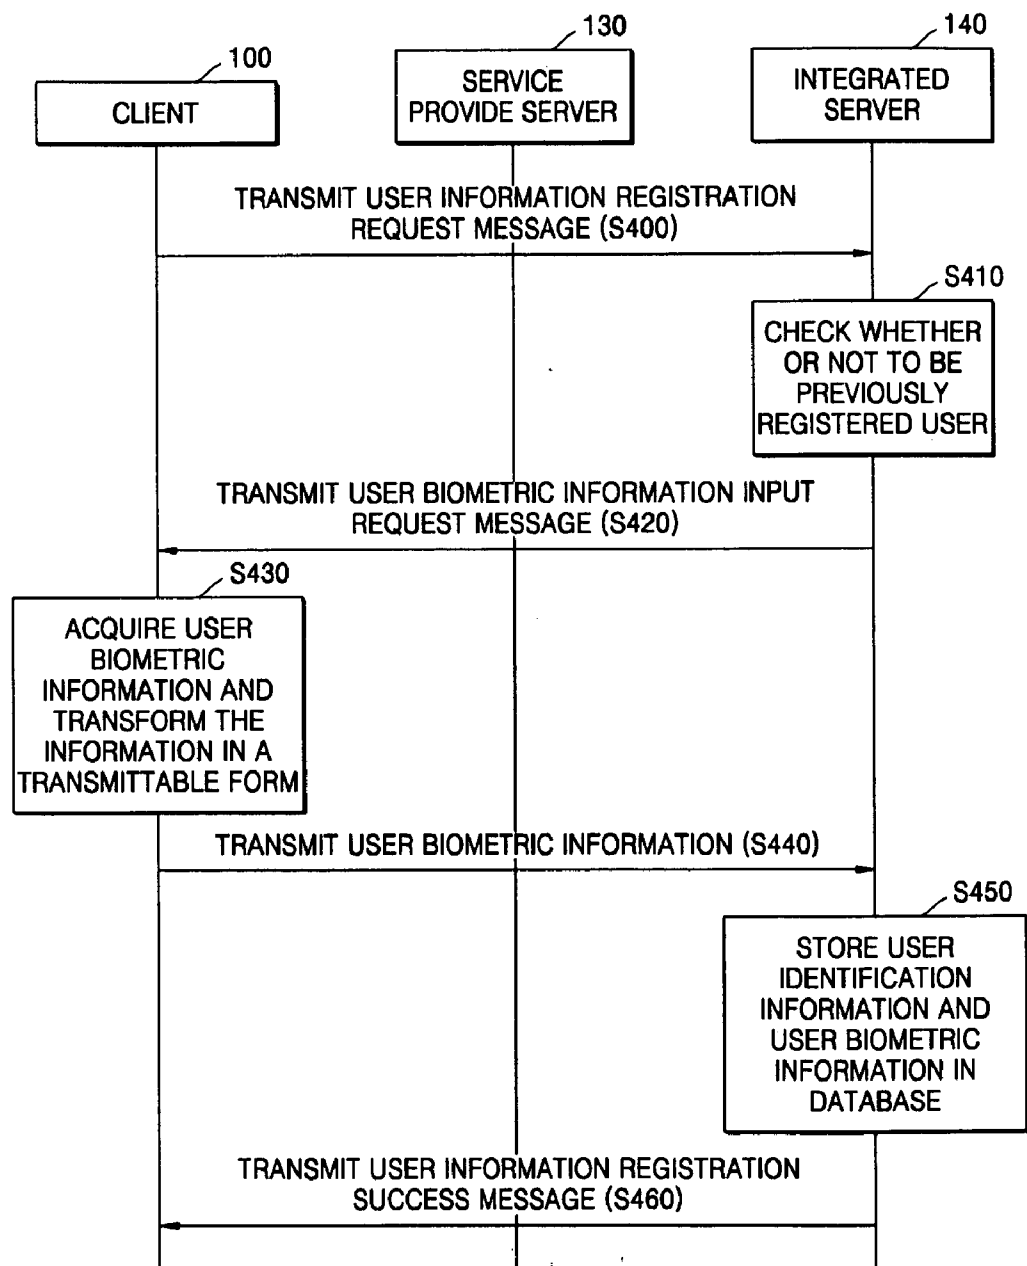 100
130
140
CLIENT
SERVICE
PROVIDE SERVER
INTEGRATED
SERVER
TRANSMIT USER INFORMATION REGISTRATION
REQUEST MESSAGE (S400)
S410
CHECK WHETHER
OR NOT TO BE
PREVIOUSLY
REGISTERED USER
TRANSMIT USER BIOMETRIC INFORMATION INPUT
REQUEST MESSAGE (S420)
S430
ACQUIRE USER
BIOMETRIC
INFORMATION AND
TRANSFORM THE
INFORMATION IN A
TRANSMITTABLE FORM
TRANSMIT USER BIOMETRIC INFORMATION (S440)
S450
STORE USER
IDENTIFICATION
INFORMATION AND
USER BIOMETRIC
INFORMATION IN
DATABASE
TRANSMIT USER INFORMATION REGISTRATION
SUCCESS MESSAGE (S460)